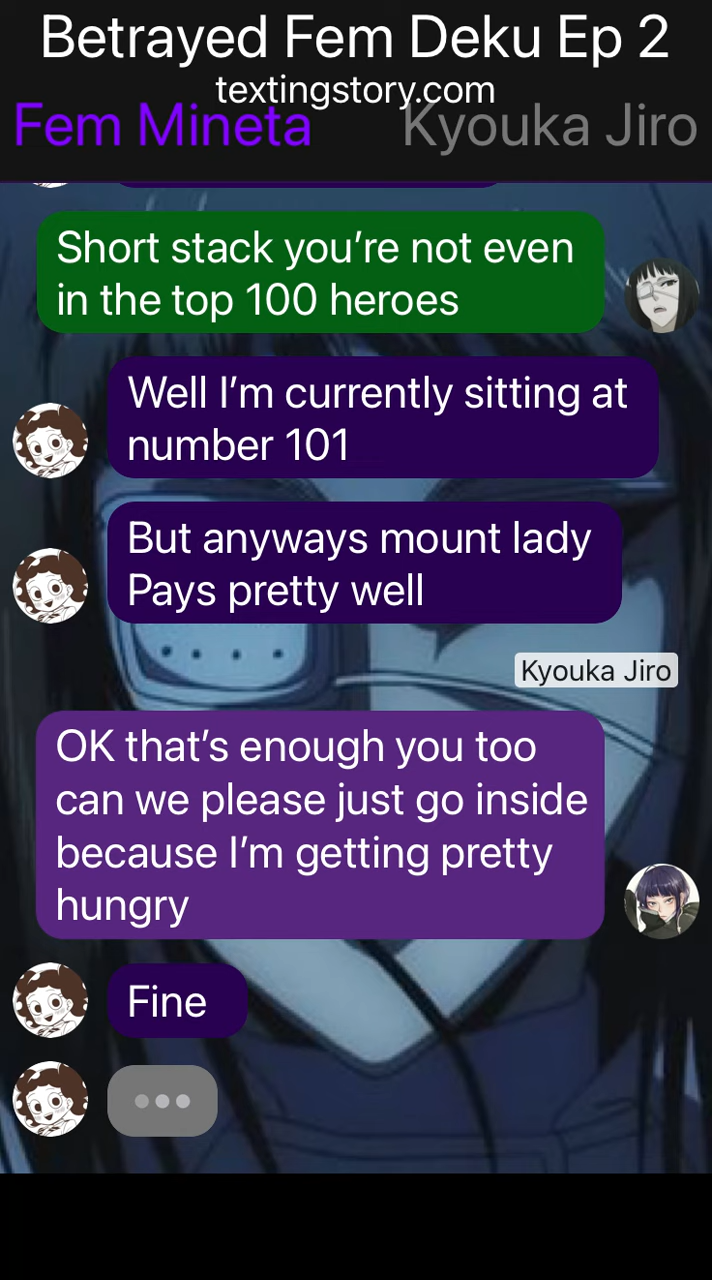 Betrayed Fem Deku Ep 2
textingstory.com
Fem Mineta
Kyouka Jiro
Short stack you’re not even
in the top 100 heroes
Well I’m currently sitting at
number 101
But anyways mount lady
Pays pretty well
Kyouka Jiro
OK that’s enough you too
can we please just go inside
because I’m getting pretty
hungry
Fine